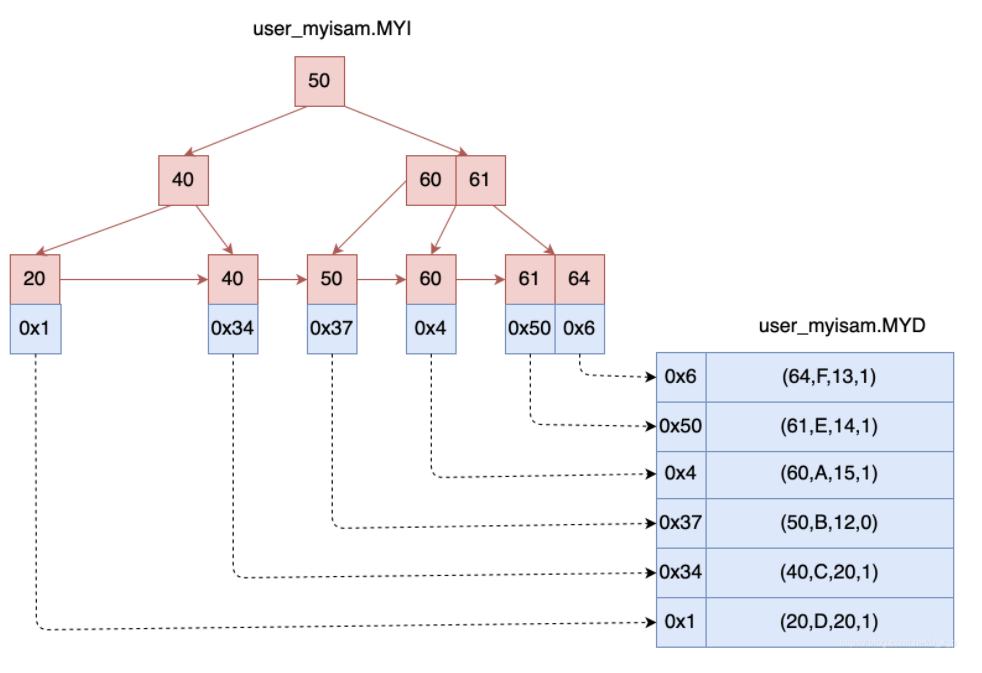 user_myisam.MYI
50
40
60 61
20 40 50 60 61 64
0x1 0x34 0x37 0x4 0x50 0x6
user_myisam.MYD
0x6 (64,F,13,1)
0x50 (61,E,14,1)
0x4 (60,A,15,1)
0x37 (50,B,12,0)
0x34 (40,C,20,1)
0x1 (20,D,20,1)